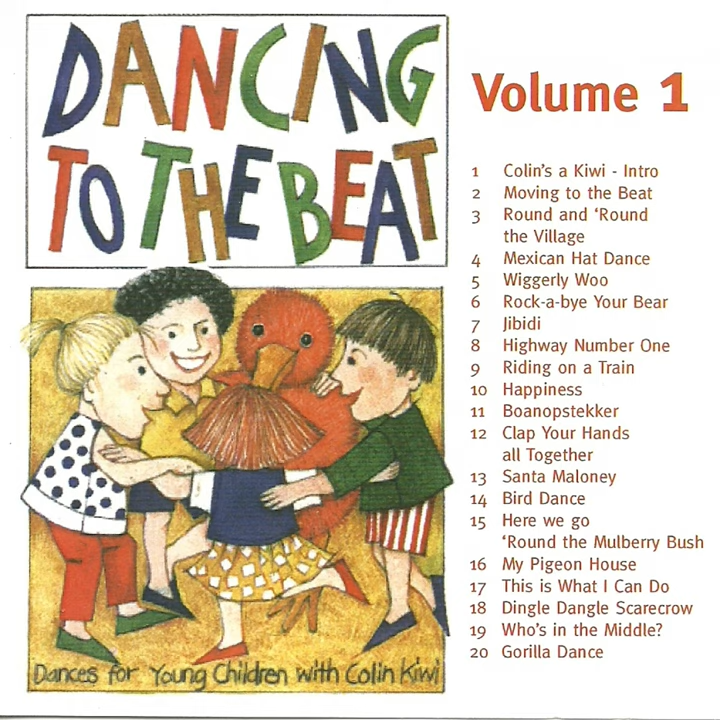 DANCING
TO THE BEAT
Dances for Young Children with Colin Kiwi
Volume 1
1 Colin's a Kiwi - Intro
2 Moving to the Beat
3 Round and 'Round
the Village
4 Mexican Hat Dance
5 Wiggerly Woo
6 Rock-a-bye Your Bear
7 Jibidi
8 Highway Number One
9 Riding on a Train
10 Happiness
11 Boanopstekker
12 Clap Your Hands
all Together
13 Santa Maloney
14 Bird Dance
15 Here we go
'Round the Mulberry Bush
16 My Pigeon House
17 This is What I Can Do
18 Dingle Dangle Scarecrow
19 Who's in the Middle?
20 Gorilla Dance